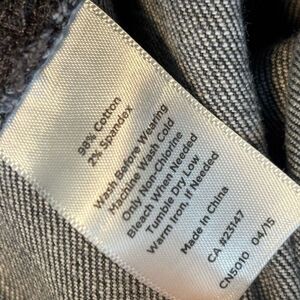 98% Cotton
2% Spandex
Wash Before Wearing
Machine Wash Cold
Only Non-Chlorine
Bleach When Needed
Tumble Dry Low
Warm Iron, If Needed
Made in China
CA #23147
CN5010 04/15